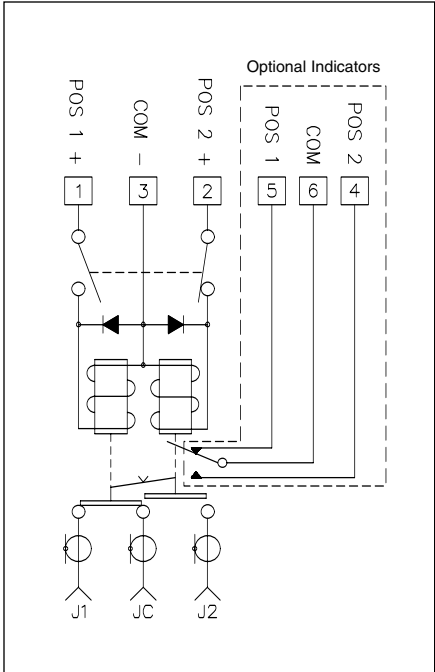 Optional Indicators
POS 1 +
COM -
POS 2 +
POS 1
COM
POS 2
1
3
2
5
6
4
J1
JC
J2